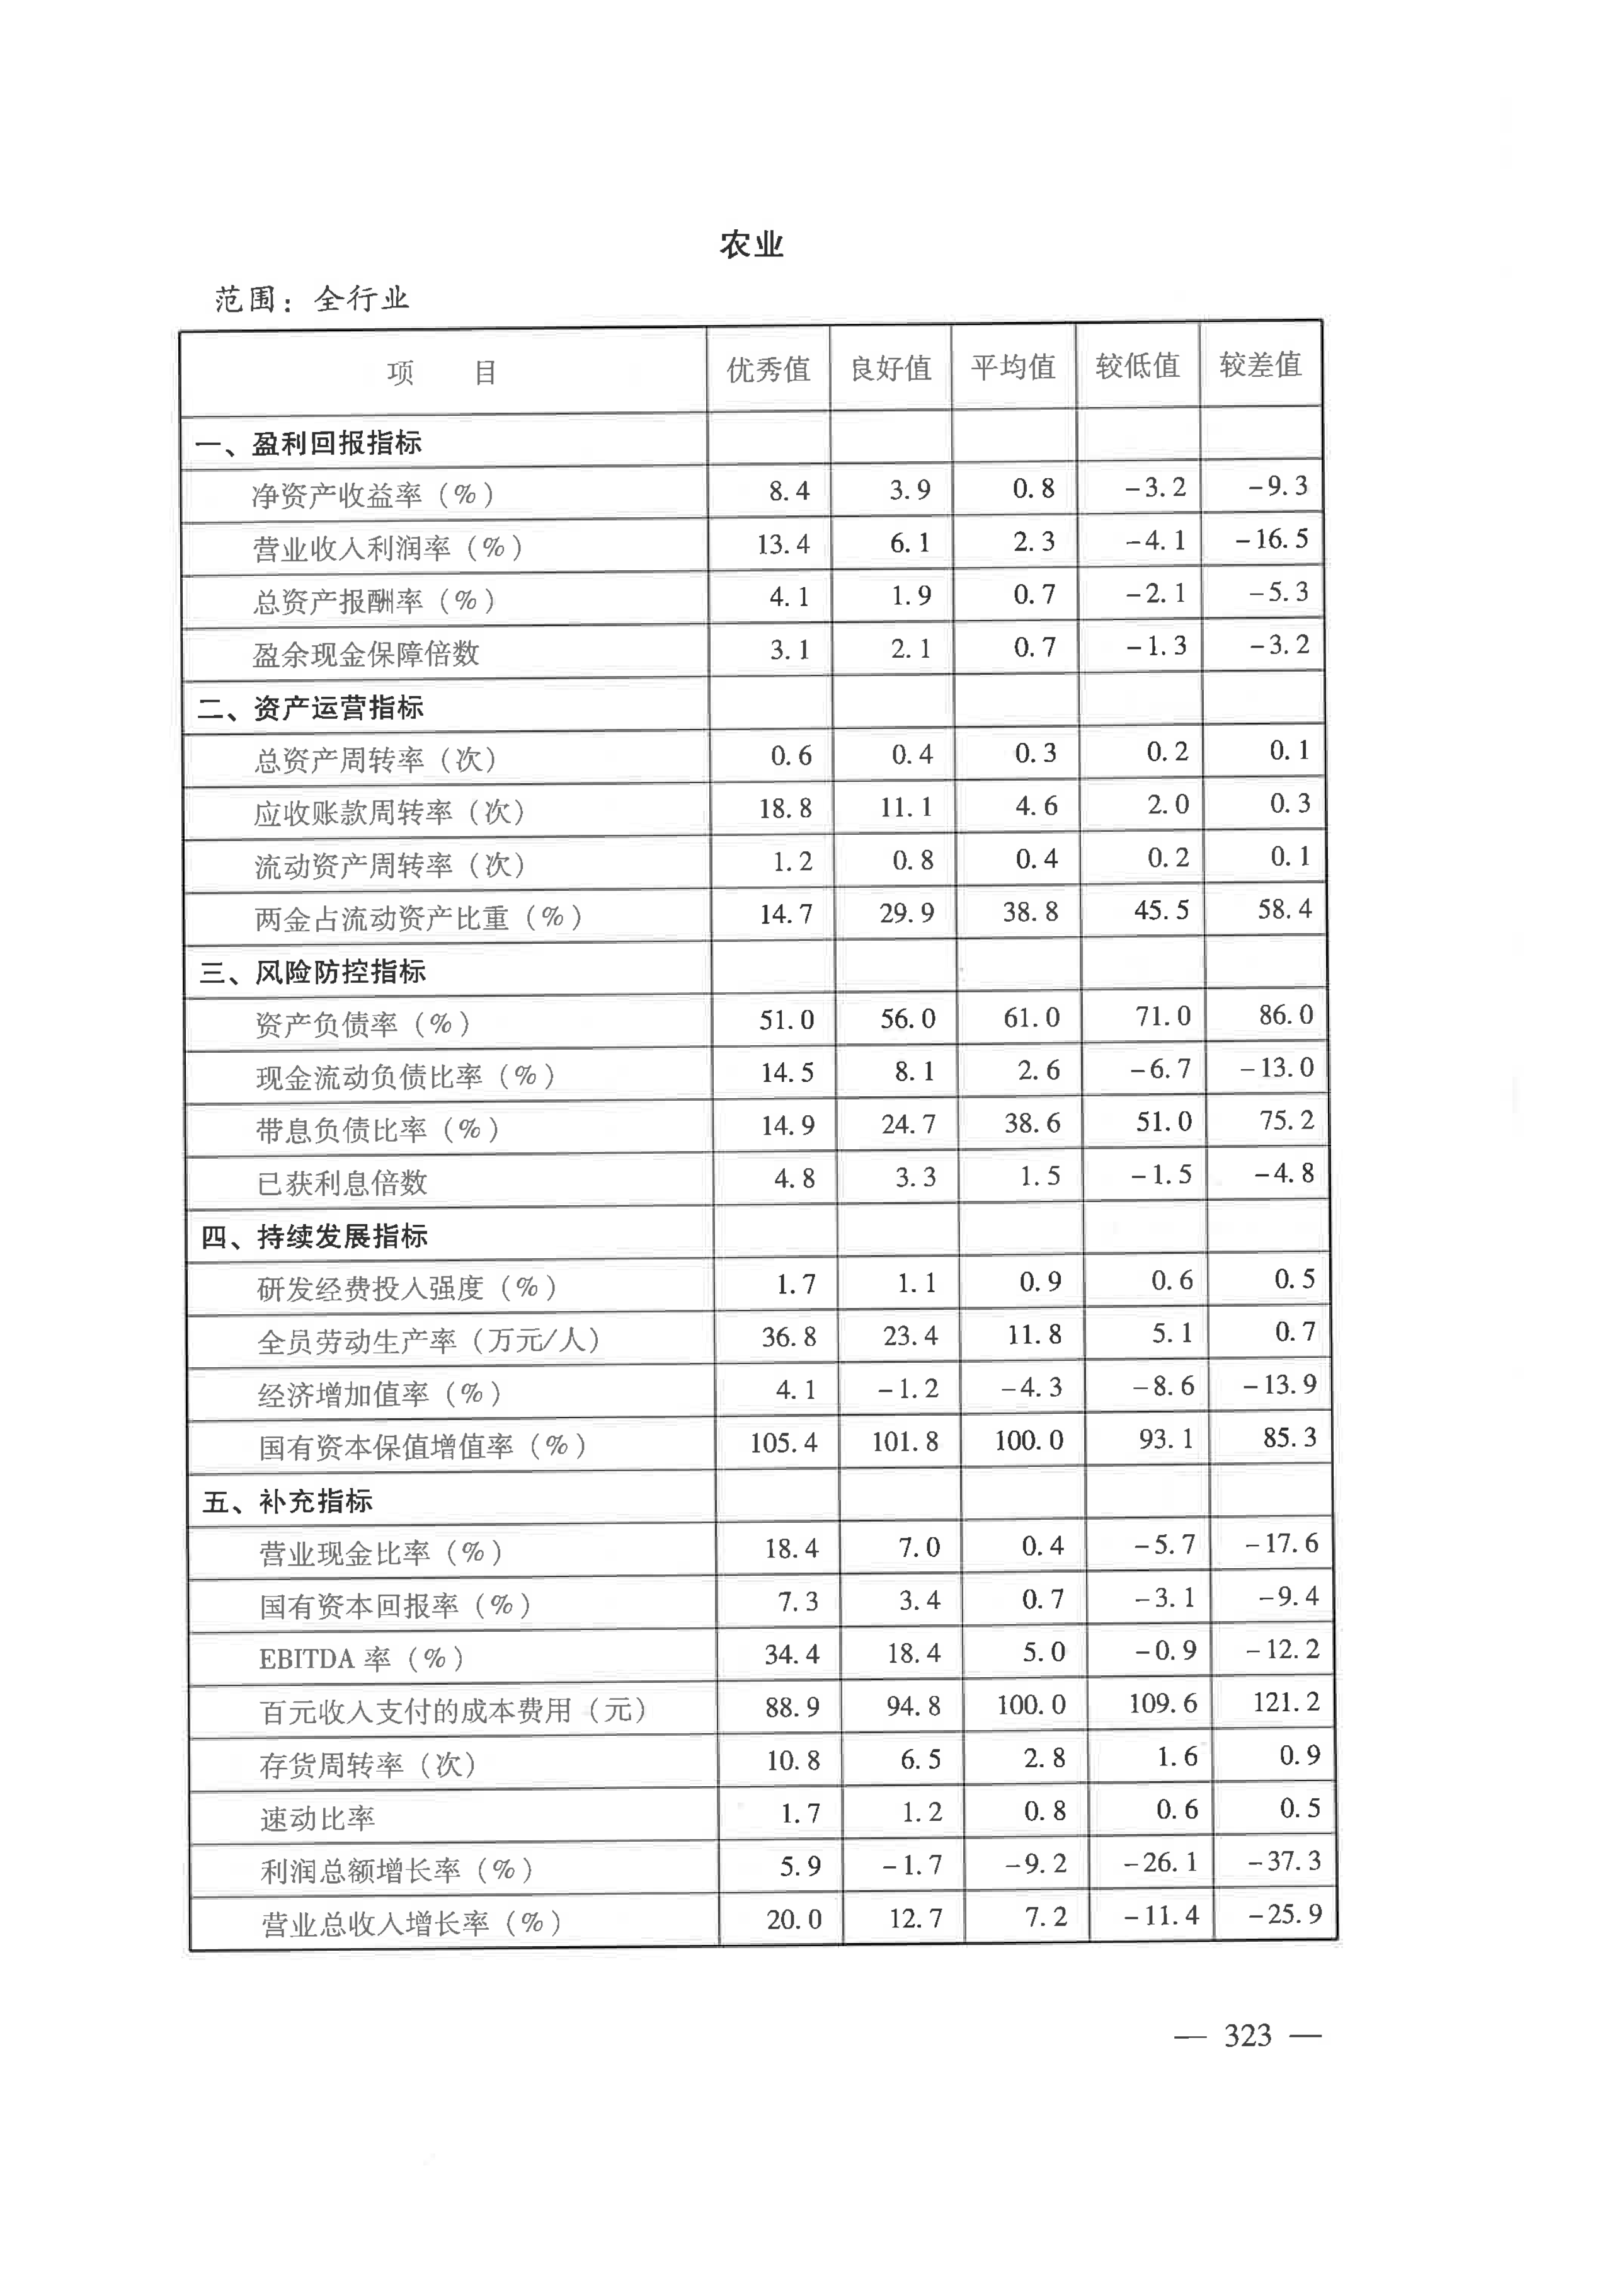 农业
范围：全行业
项 目 优秀值 良好值 平均值 较低值 较差值
一、盈利回报指标
净资产收益率（%） 8.4 3.9 0.8 -3.2 -9.3
营业收入利润率（%） 13.4 6.1 2.3 -4.1 -16.5
总资产报酬率（%） 4.1 1.9 0.7 -2.1 -5.3
盈余现金保障倍数 3.1 2.1 0.7 -1.3 -3.2
二、资产运营指标
总资产周转率（次） 0.6 0.4 0.3 0.2 0.1
应收账款周转率（次） 18.8 11.1 4.6 2.0 0.3
流动资产周转率（次） 1.2 0.8 0.4 0.2 0.1
两金占流动资产比重（%） 14.7 29.9 38.8 45.5 58.4
三、风险防控指标
资产负债率（%） 51.0 56.0 61.0 71.0 86.0
现金流动负债比率（%） 14.5 8.1 2.6 -6.7 -13.0
带息负债比率（%） 14.9 24.7 38.6 51.0 75.2
已获利息倍数 4.8 3.3 1.5 -1.5 -4.8
四、持续发展指标
研发经费投入强度（%） 1.7 1.1 0.9 0.6 0.5
全员劳动生产率（万元/人） 36.8 23.4 11.8 5.1 0.7
经济增加值率（%） 4.1 -1.2 -4.3 -8.6 -13.9
国有资本保值增值率（%） 105.4 101.8 100.0 93.1 85.3
五、补充指标
营业现金比率（%） 18.4 7.0 0.4 -5.7 -17.6
国有资本回报率（%） 7.3 3.4 0.7 -3.1 -9.4
EBITDA 率（%） 34.4 18.4 5.0 -0.9 -12.2
百元收入支付的成本费用（元） 88.9 94.8 100.0 109.6 121.2
存货周转率（次） 10.8 6.5 2.8 1.6 0.9
速动比率 1.7 1.2 0.8 0.6 0.5
利润总额增长率（%） 5.9 -1.7 -9.2 -26.1 -37.3
营业总收入增长率（%） 20.0 12.7 7.2 -11.4 -25.9
— 323 —